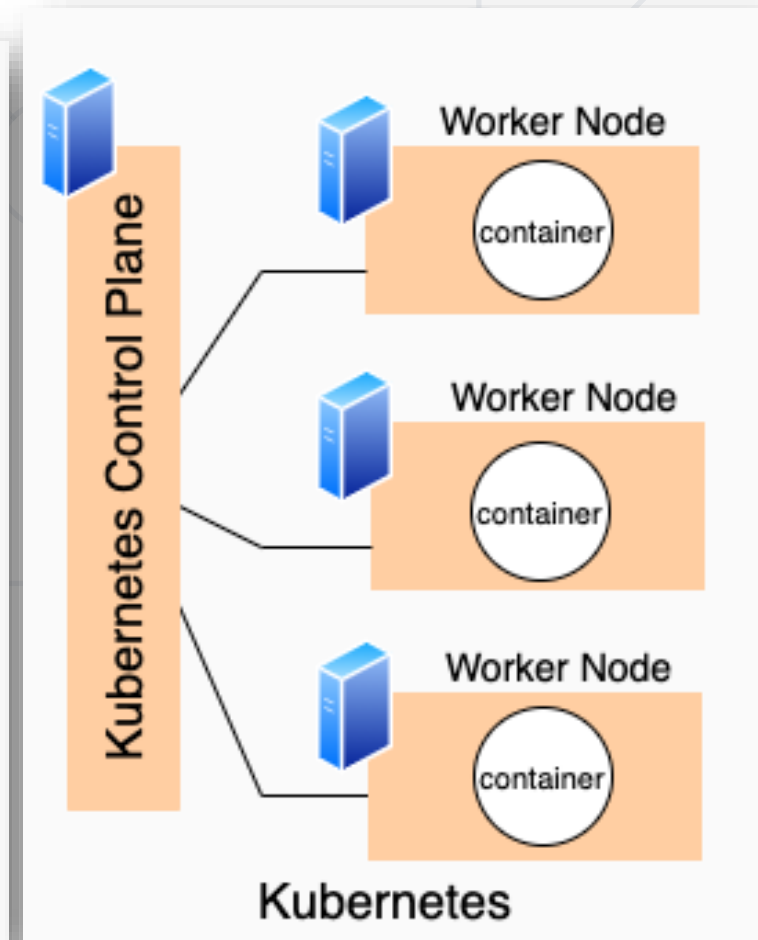 Kubernetes Control Plane
Worker Node
container
Worker Node
container
Worker Node
container
Kubernetes